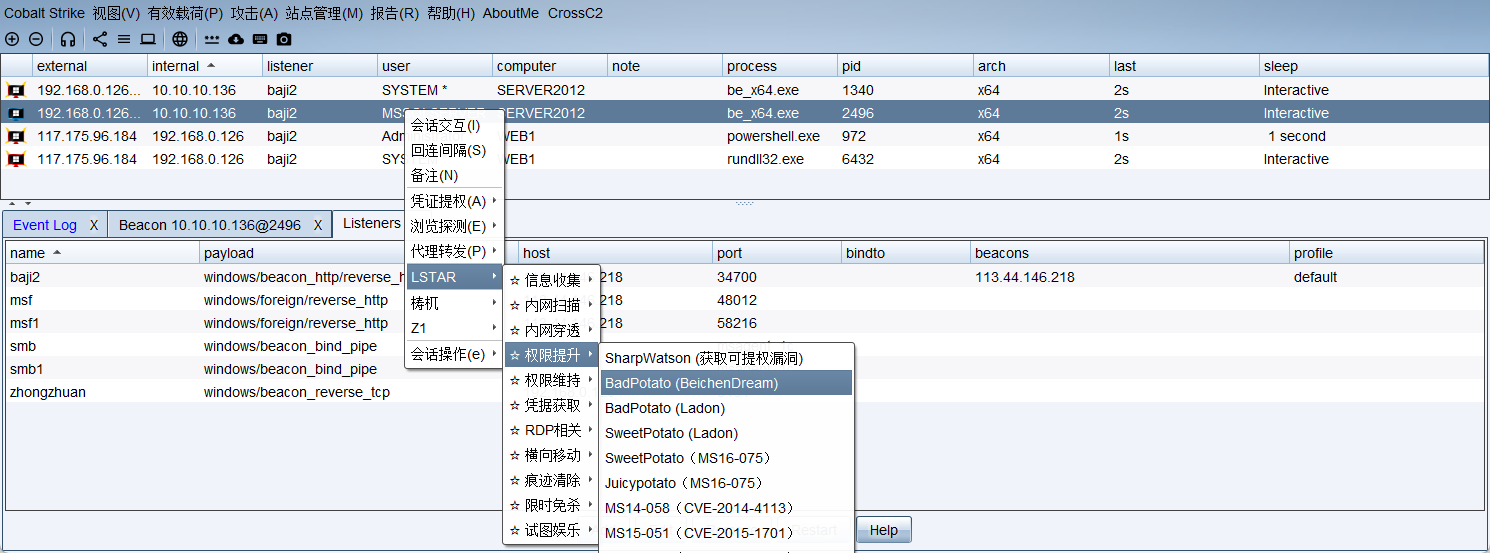 Cobalt Strike 视图(V) 有效载荷(P) 攻击(A) 站点管理(M) 报告(R) 帮助(H) AboutMe CrossC2
external internal listener user computer note process pid arch last sleep
192.168.0.126... 10.10.10.136 baji2 SYSTEM * SERVER2012 be_x64.exe 1340 x64 2s Interactive
192.168.0.126... 10.10.10.136 baji2 SERVER2012 be_x64.exe 2496 x64 2s Interactive
117.175.96.184 192.168.0.126 baji2 Adm WEB1 powershell.exe 972 x64 1s 1 second
117.175.96.184 192.168.0.126 baji2 SYS WEB1 rundll32.exe 6432 x64 2s Interactive
会话交互(I)
回连间隔(S)
备注(N)
凭证提权(A)
浏览探测(E)
代理转发(P)
LSTAR
梼杌
Z1
会话操作(e)
Event Log X Beacon 10.10.10.136@2496 X Listeners
name payload host port bindto beacons profile
baji2 windows/beacon_http/reverse_h 218 34700 113.44.146.218 default
msf windows/foreign/reverse_http 48012
msf1 windows/foreign/reverse_http 218 58216
smb windows/beacon_bind_pipe
smb1 windows/beacon_bind_pipe
zhongzhuan windows/beacon_reverse_tcp
☆ 信息收集
☆ 内网扫描
☆ 内网穿透
☆ 权限提升
☆ 权限维持
☆ 凭据获取
☆ RDP相关
☆ 横向移动
☆ 痕迹清除
☆ 限时免杀
☆ 试图娱乐
SharpWatson (获取可提权漏洞)
BadPotato (BeichenDream)
BadPotato (Ladon)
SweetPotato (Ladon)
SweetPotato（MS16-075）
Juicypotato（MS16-075）
MS14-058（CVE-2014-4113）
MS15-051（CVE-2015-1701）
Restart Help